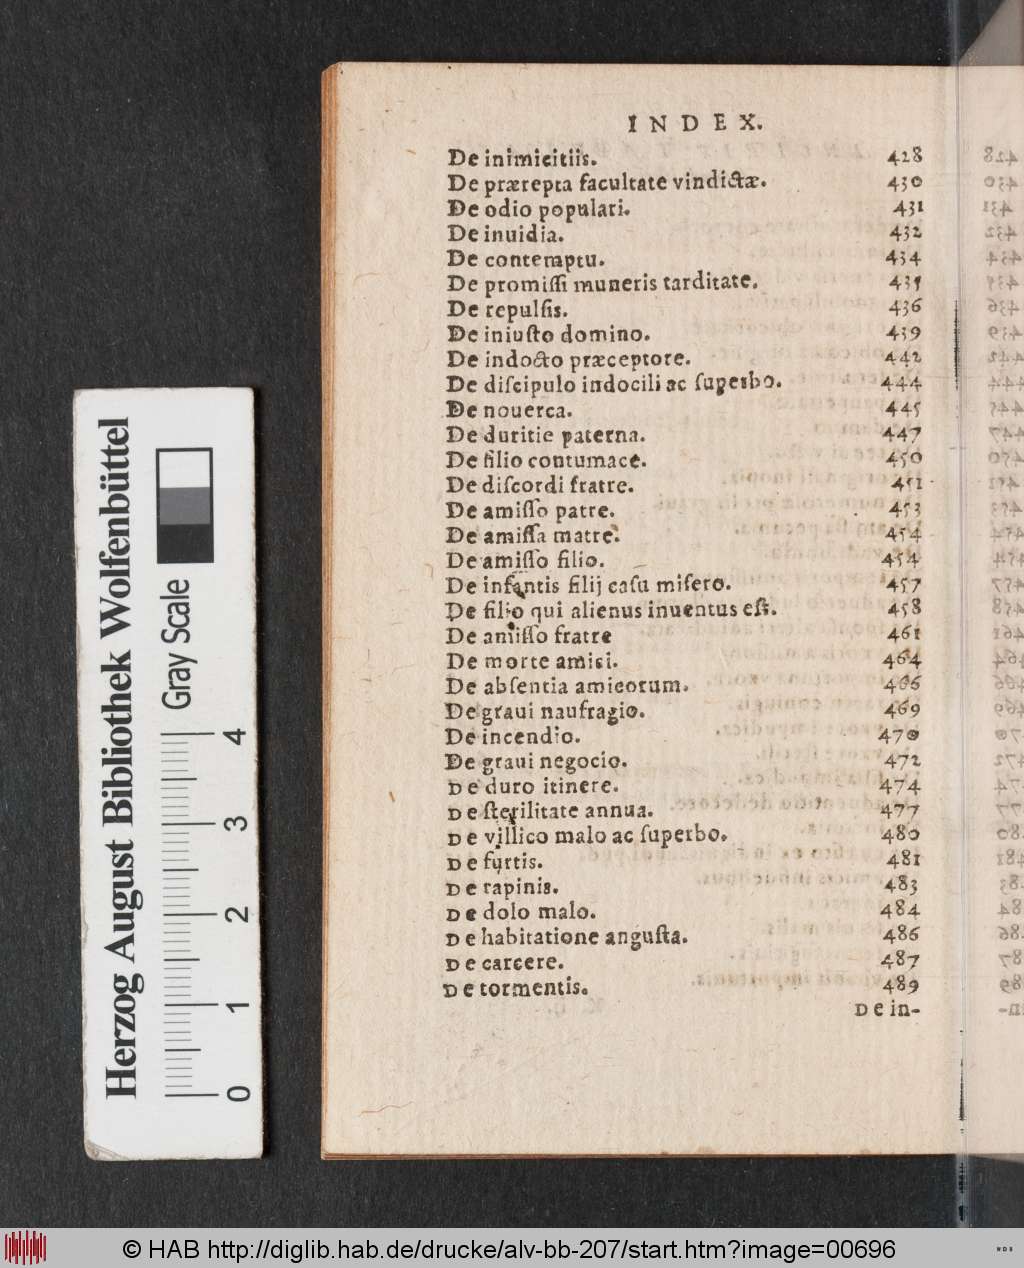 INDEX.
De inimicitiis. 428
De prærepta facultate vindictæ. 430
De odio populari. 431
De inuidia. 432
De contemptu. 434
De promiſſi muneris tarditate. 435
De repulſis. 436
De iniuſto domino. 439
De indocto præceptore. 442
De diſcipulo indocili ac ſuperbo. 444
De nouerca. 445
De duritie paterna. 447
De filio contumace. 450
De diſcordi fratre. 451
De amiſſo patre. 453
De amiſſa matre. 454
De amiſſo filio. 454
De infantis filij caſu miſero. 457
De filio qui alienus inuentus eſt. 458
De amiſſo fratre 461
De morte amici. 464
De abſentia amicorum. 466
De graui naufragio. 469
De incendio. 470
De graui negocio. 472
De duro itinere. 474
De ſterilitate annua. 477
De villico malo ac ſuperbo. 480
De furtis. 481
De rapinis. 483
De dolo malo. 484
De habitatione anguſta. 486
De carcere. 487
De tormentis. 489
De in-
Herzog August Bibliothek Wolfenbüttel
Gray Scale
0 1 2 3 4
© HAB http://diglib.hab.de/drucke/alv-bb-207/start.htm?image=00696